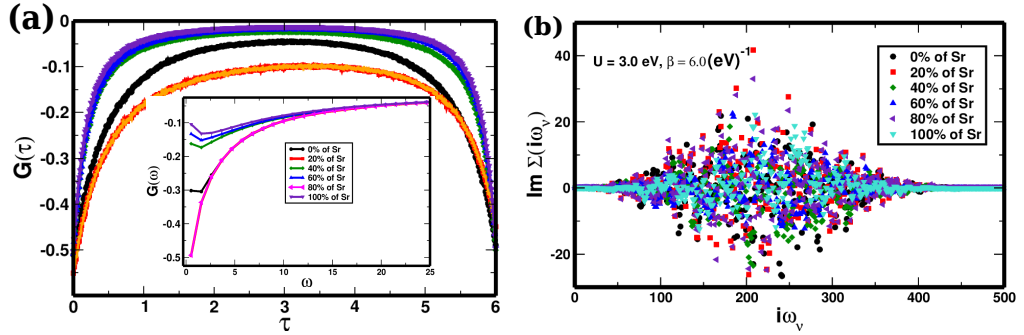 (a)
G(τ)
0
-0.1
-0.2
-0.3
-0.4
-0.5
0 1 2 3 4 5 6
τ
G(ω)
-0.1
-0.2
-0.3
-0.4
-0.5
0 5 10 15 20 25
ω
0% of Sr
20% of Sr
40% of Sr
60% of Sr
80% of Sr
100% of Sr
(b)
U = 3.0 eV, β = 6.0 (eV)⁻¹
Im Σ(iω_ν)
40
20
0
-20
0 100 200 300 400 500
iω_ν
0% of Sr
20% of Sr
40% of Sr
60% of Sr
80% of Sr
100% of Sr